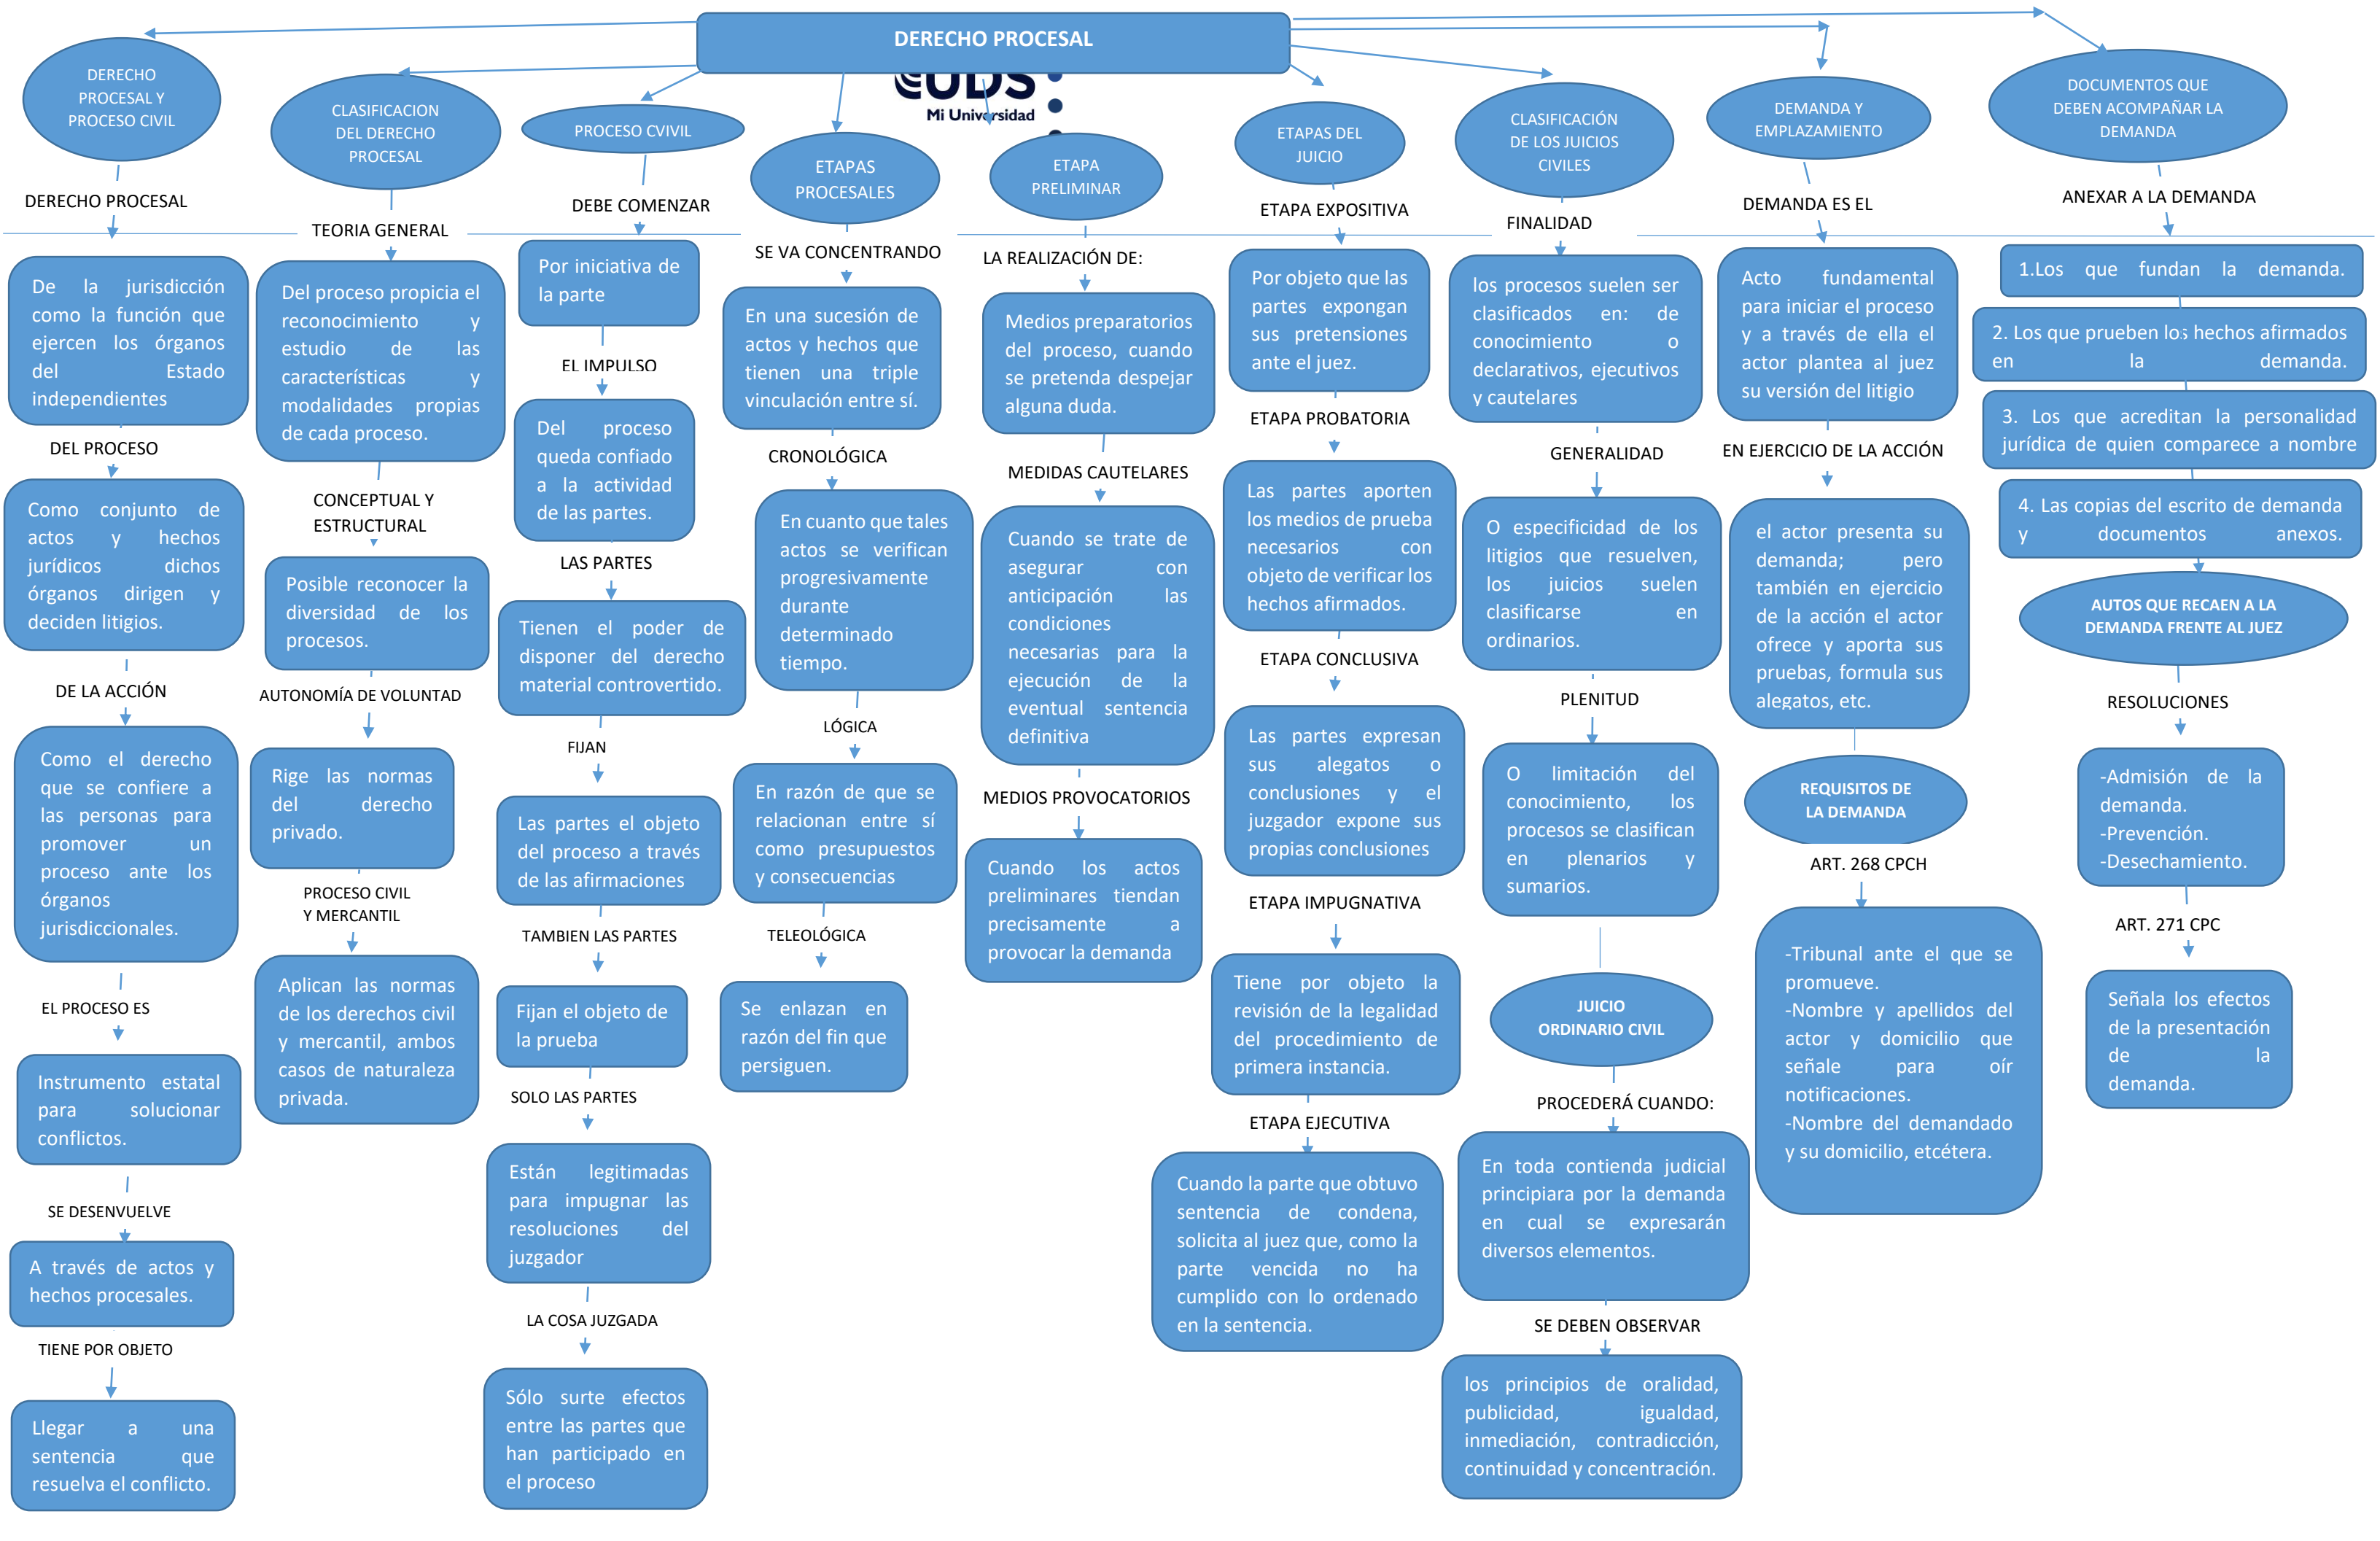 DERECHO PROCESAL
UDS
Mi Universidad
DERECHO
PROCESAL Y
PROCESO CIVIL
DERECHO PROCESAL
De la jurisdicción
como la función que
ejercen los órganos
del Estado
independientes
DEL PROCESO
Como conjunto de
actos y hechos
jurídicos dichos
órganos dirigen y
deciden litigios.
DE LA ACCIÓN
Como el derecho
que se confiere a
las personas para
promover un
proceso ante los
órganos
jurisdiccionales.
EL PROCESO ES
Instrumento estatal
para solucionar
conflictos.
SE DESENVUELVE
A través de actos y
hechos procesales.
TIENE POR OBJETO
Llegar a una
sentencia que
resuelva el conflicto.
CLASIFICACION
DEL DERECHO
PROCESAL
TEORIA GENERAL
Del proceso propicia el
reconocimiento y
estudio de las
características y
modalidades propias
de cada proceso.
CONCEPTUAL Y
ESTRUCTURAL
Posible reconocer la
diversidad de los
procesos.
AUTONOMÍA DE VOLUNTAD
Rige las normas
del derecho
privado.
PROCESO CIVIL
Y MERCANTIL
Aplican las normas
de los derechos civil
y mercantil, ambos
casos de naturaleza
privada.
PROCESO CVIVIL
DEBE COMENZAR
Por iniciativa de
la parte
EL IMPULSO
Del proceso
queda confiado
a la actividad
de las partes.
LAS PARTES
Tienen el poder de
disponer del derecho
material controvertido.
FIJAN
Las partes el objeto
del proceso a través
de las afirmaciones
TAMBIEN LAS PARTES
Fijan el objeto de
la prueba
SOLO LAS PARTES
Están legitimadas
para impugnar las
resoluciones del
juzgador
LA COSA JUZGADA
Sólo surte efectos
entre las partes que
han participado en
el proceso
ETAPAS
PROCESALES
SE VA CONCENTRANDO
En una sucesión de
actos y hechos que
tienen una triple
vinculación entre sí.
CRONOLÓGICA
En cuanto que tales
actos se verifican
progresivamente
durante
determinado
tiempo.
LÓGICA
En razón de que se
relacionan entre sí
como presupuestos
y consecuencias
TELEOLÓGICA
Se enlazan en
razón del fin que
persiguen.
ETAPA
PRELIMINAR
LA REALIZACIÓN DE:
Medios preparatorios
del proceso, cuando
se pretenda despejar
alguna duda.
MEDIDAS CAUTELARES
Cuando se trate de
asegurar con
anticipación las
condiciones
necesarias para la
ejecución de la
eventual sentencia
definitiva
MEDIOS PROVOCATORIOS
Cuando los actos
preliminares tiendan
precisamente a
provocar la demanda
ETAPAS DEL
JUICIO
ETAPA EXPOSITIVA
Por objeto que las
partes expongan
sus pretensiones
ante el juez.
ETAPA PROBATORIA
Las partes aporten
los medios de prueba
necesarios con
objeto de verificar los
hechos afirmados.
ETAPA CONCLUSIVA
Las partes expresan
sus alegatos o
conclusiones y el
juzgador expone sus
propias conclusiones
ETAPA IMPUGNATIVA
Tiene por objeto la
revisión de la legalidad
del procedimiento de
primera instancia.
ETAPA EJECUTIVA
Cuando la parte que obtuvo
sentencia de condena,
solicita al juez que, como la
parte vencida no ha
cumplido con lo ordenado
en la sentencia.
CLASIFICACIÓN
DE LOS JUICIOS
CIVILES
FINALIDAD
los procesos suelen ser
clasificados en: de
conocimiento o
declarativos, ejecutivos
y cautelares
GENERALIDAD
O especificidad de los
litigios que resuelven,
los juicios suelen
clasificarse en
ordinarios.
PLENITUD
O limitación del
conocimiento, los
procesos se clasifican
en plenarios y
sumarios.
JUICIO
ORDINARIO CIVIL
PROCEDERÁ CUANDO:
En toda contienda judicial
principiara por la demanda
en cual se expresarán
diversos elementos.
SE DEBEN OBSERVAR
los principios de oralidad,
publicidad, igualdad,
inmediación, contradicción,
continuidad y concentración.
DEMANDA Y
EMPLAZAMIENTO
DEMANDA ES EL
Acto fundamental
para iniciar el proceso
y a través de ella el
actor plantea al juez
su versión del litigio
EN EJERCICIO DE LA ACCIÓN
el actor presenta su
demanda; pero
también en ejercicio
de la acción el actor
ofrece y aporta sus
pruebas, formula sus
alegatos, etc.
REQUISITOS DE
LA DEMANDA
ART. 268 CPCH
-Tribunal ante el que se
promueve.
-Nombre y apellidos del
actor y domicilio que
señale para oír
notificaciones.
-Nombre del demandado
y su domicilio, etcétera.
DOCUMENTOS QUE
DEBEN ACOMPAÑAR LA
DEMANDA
ANEXAR A LA DEMANDA
1.Los que fundan la demanda.
2. Los que prueben los hechos afirmados
en la demanda.
3. Los que acreditan la personalidad
jurídica de quien comparece a nombre
4. Las copias del escrito de demanda
y documentos anexos.
AUTOS QUE RECAEN A LA
DEMANDA FRENTE AL JUEZ
RESOLUCIONES
-Admisión de la
demanda.
-Prevención.
-Desechamiento.
ART. 271 CPC
Señala los efectos
de la presentación
de la
demanda.